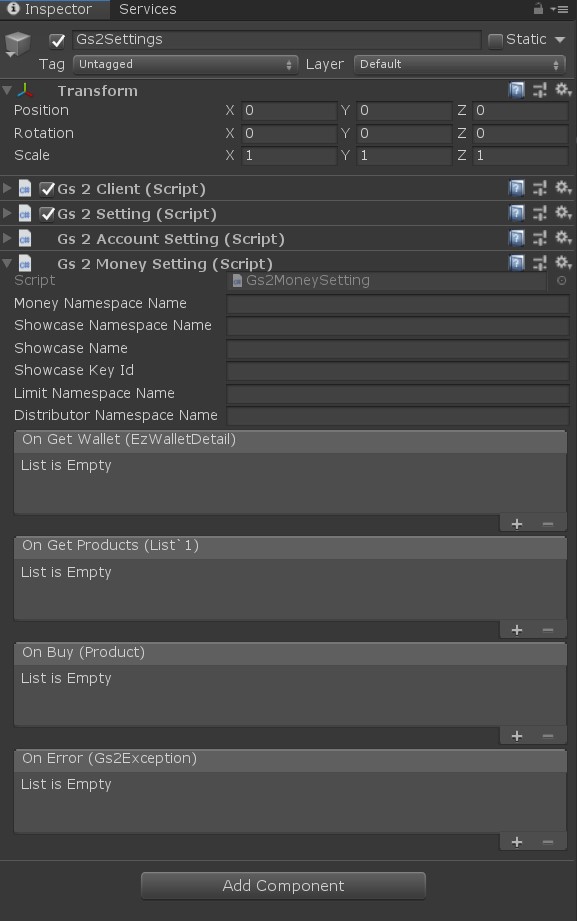 Inspector Services
Gs2Settings Static
Tag Untagged Layer Default
Transform
Position X 0 Y 0 Z 0
Rotation X 0 Y 0 Z 0
Scale X 1 Y 1 Z 1
Gs 2 Client (Script)
Gs 2 Setting (Script)
Gs 2 Account Setting (Script)
Gs 2 Money Setting (Script)
Script Gs2MoneySetting
Money Namespace Name
Showcase Namespace Name
Showcase Name
Showcase Key Id
Limit Namespace Name
Distributor Namespace Name
On Get Wallet (EzWalletDetail)
List is Empty
On Get Products (List`1)
List is Empty
On Buy (Product)
List is Empty
On Error (Gs2Exception)
List is Empty
Add Component